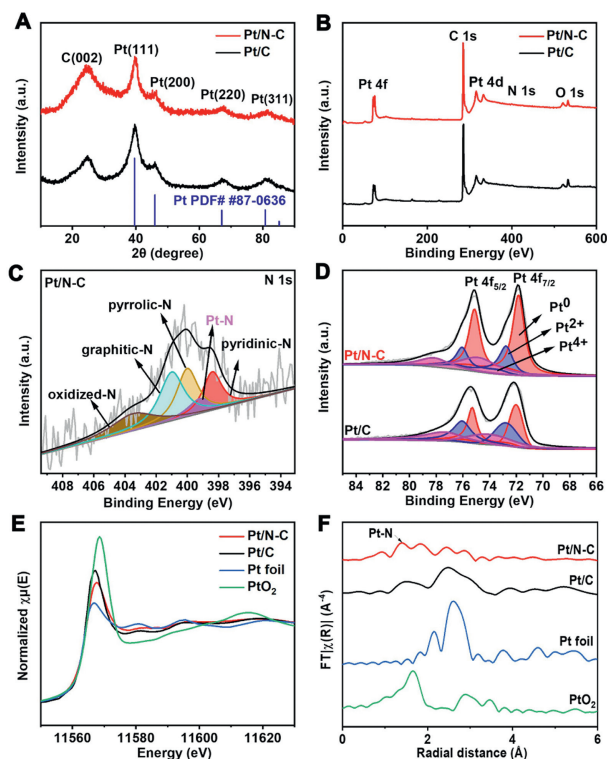 A
Pt/N-C
Pt/C
C(002)
Pt(111)
Pt(200)
Pt(220)
Pt(311)
Pt PDF# #87-0636
Intentsity (a.u.)
20 40 60 80
2θ (degree)
B
Pt/N-C
Pt/C
C 1s
Pt 4f
Pt 4d
N 1s
O 1s
Intensity (a.u.)
0 200 400 600
Binding Energy (eV)
C
Pt/N-C
N 1s
pyrrolic-N
Pt-N
graphitic-N
pyridinic-N
oxidized-N
Intensity (a.u.)
408 406 404 402 400 398 396 394
Binding Energy (eV)
D
Pt 4f5/2
Pt 4f7/2
Pt0
Pt2+
Pt4+
Pt/N-C
Pt/C
Intensity (a.u.)
85 84 82 80 78 76 74 72 70 68 66
Binding Energy (eV)
E
Pt/N-C
Pt/C
Pt foil
PtO2
Normalized χμ(E)
11560 11580 11600 11620
Energy (eV)
F
Pt-N
Pt/N-C
Pt/C
Pt foil
PtO2
FT|χ(R)| (A-4)
0 2 4 6
Radial distance (Å)